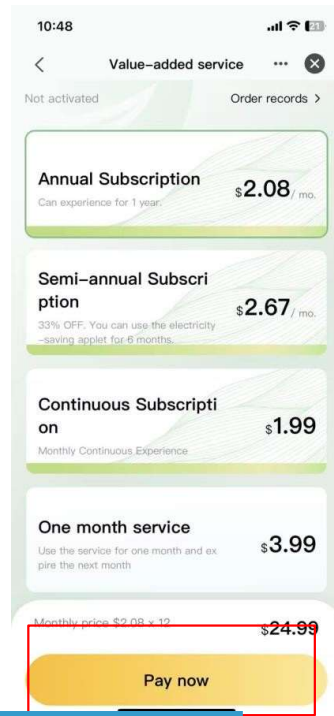 10:48
21
Value-added service
Not activated
Order records >
Annual Subscription
Can experience for 1 year.
$2.08/ mo.
Semi-annual Subscri
ption
33% OFF. You can use the electricity
-saving applet for 6 months.
$2.67/ mo.
Continuous Subscripti
on
Monthly Continuous Experience
$1.99
One month service
Use the service for one month and ex
pire the next month
$3.99
Monthly price $2.08 x 12
$24.99
Pay now